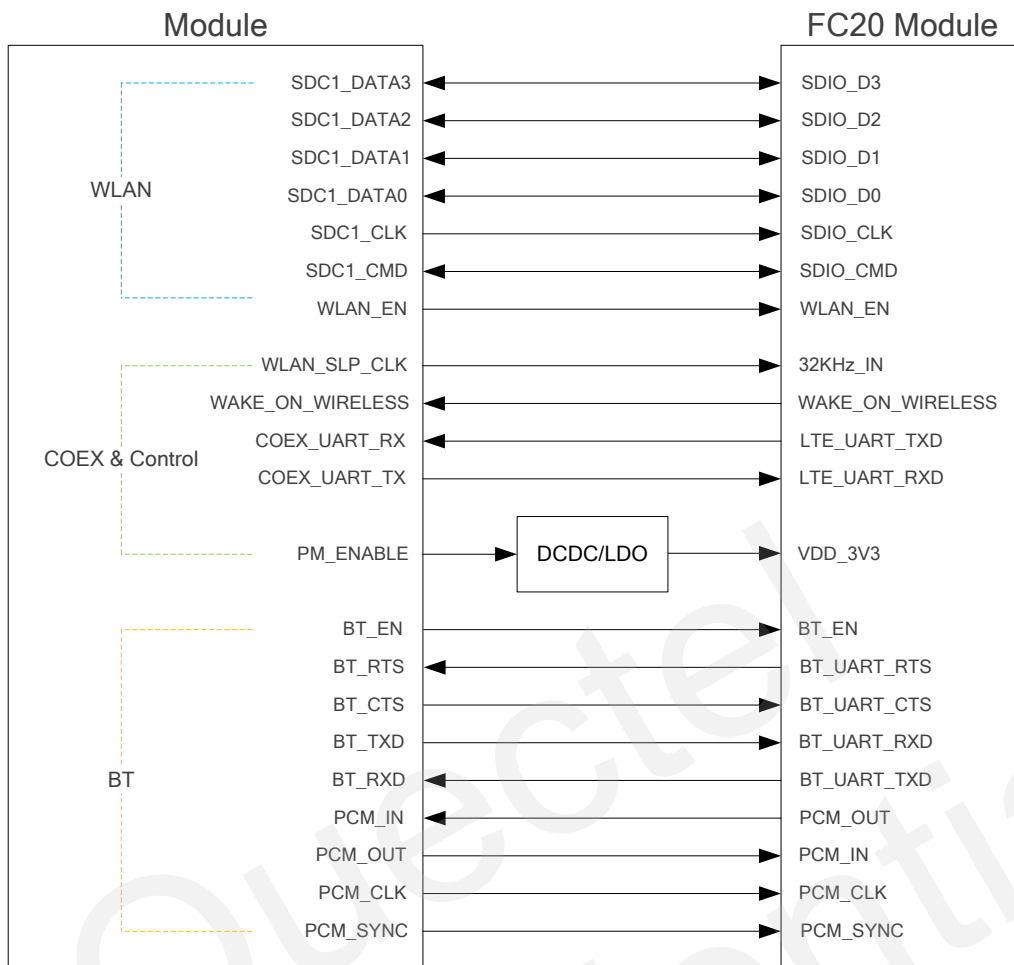 Module FC20 Module
SDC1_DATA3 SDIO_D3
SDC1_DATA2 SDIO_D2
SDC1_DATA1 SDIO_D1
WLAN
SDC1_DATA0 SDIO_D0
SDC1_CLK SDIO_CLK
SDC1_CMD SDIO_CMD
WLAN_EN WLAN_EN
WLAN_SLP_CLK 32KHz_IN
WAKE_ON_WIRELESS WAKE_ON_WIRELESS
COEX_UART_RX LTE_UART_TXD
COEX & Control
COEX_UART_TX LTE_UART_RXD
PM_ENABLE DCDC/LDO VDD_3V3
BT_EN BT_EN
BT_RTS BT_UART_RTS
BT_CTS BT_UART_CTS
BT_TXD BT_UART_RXD
BT BT_RXD BT_UART_TXD
PCM_IN PCM_OUT
PCM_OUT PCM_IN
PCM_CLK PCM_CLK
PCM_SYNC PCM_SYNC
Quectel